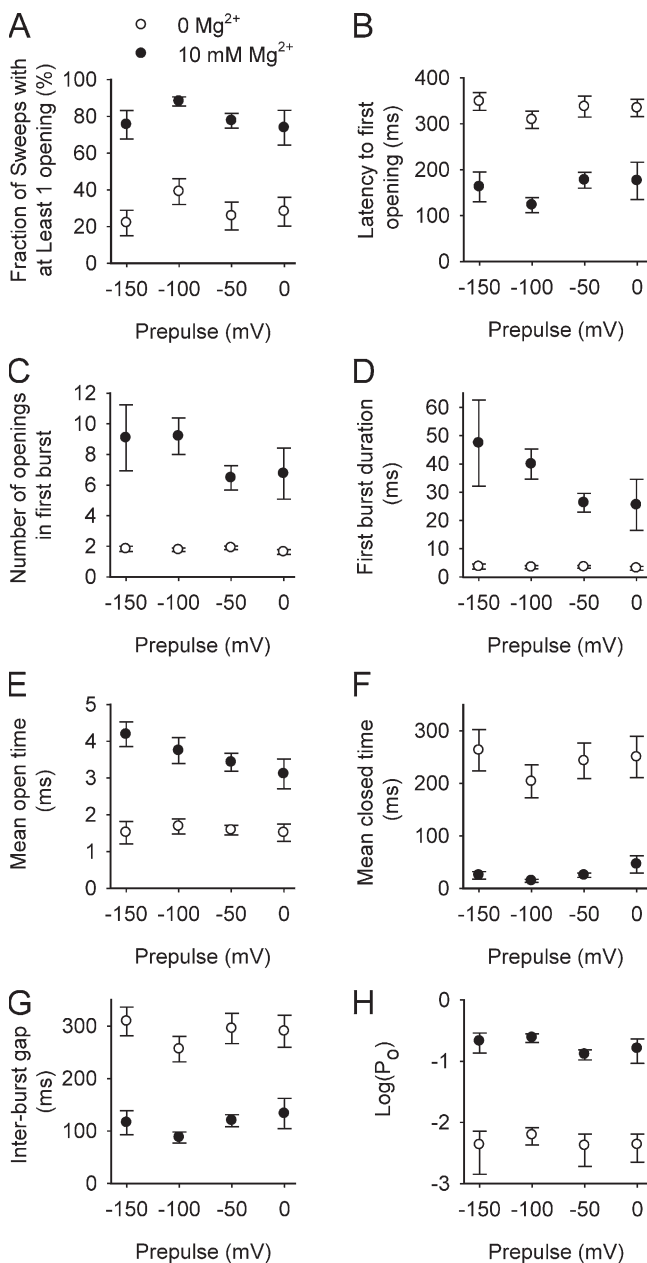 A
○ 0 Mg²⁺
● 10 mM Mg²⁺
Fraction of Sweeps with
at Least 1 opening (%)
100
80
60
40
20
0
-150 -100 -50 0
Prepulse (mV)
B
Latency to first
opening (ms)
400
300
200
100
0
-150 -100 -50 0
Prepulse (mV)
C
Number of openings
in first burst
12
10
8
6
4
2
0
-150 -100 -50 0
Prepulse (mV)
D
First burst duration
(ms)
60
50
40
30
20
10
0
-150 -100 -50 0
Prepulse (mV)
E
Mean open time
(ms)
5
4
3
2
1
0
-150 -100 -50 0
Prepulse (mV)
F
Mean closed time
(ms)
300
200
100
0
-150 -100 -50 0
Prepulse (mV)
G
Inter-burst gap
(ms)
300
200
100
0
-150 -100 -50 0
Prepulse (mV)
H
Log(Pₒ)
-0
-1
-2
-3
-150 -100 -50 0
Prepulse (mV)